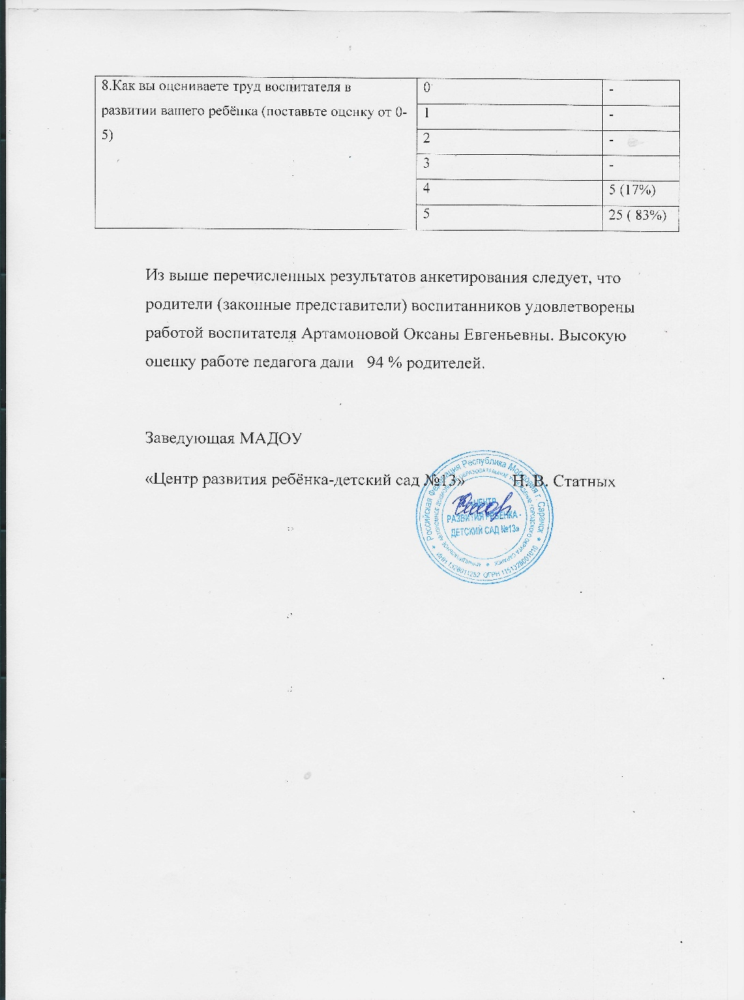 8.Как вы оцениваете труд воспитателя в
развитии вашего ребёнка (поставьте оценку от 0-
5)
0 -
1 -
2 -
3 -
4 5 (17%)
5 25 ( 83%)
Из выше перечисленных результатов анкетирования следует, что
родители (законные представители) воспитанников удовлетворены
работой воспитателя Артамоновой Оксаны Евгеньевны. Высокую
оценку работе педагога дали 94 % родителей.
Заведующая МАДОУ
«Центр развития ребёнка-детский сад №13» Н. В. Статных
Российская Федерация Республика Мордовия г. Саранск
ИНН 1328011252 ОГРН 1151328001010
ЦЕНТР
РАЗВИТИЯ РЕБЕНКА -
ДЕТСКИЙ САД №13»